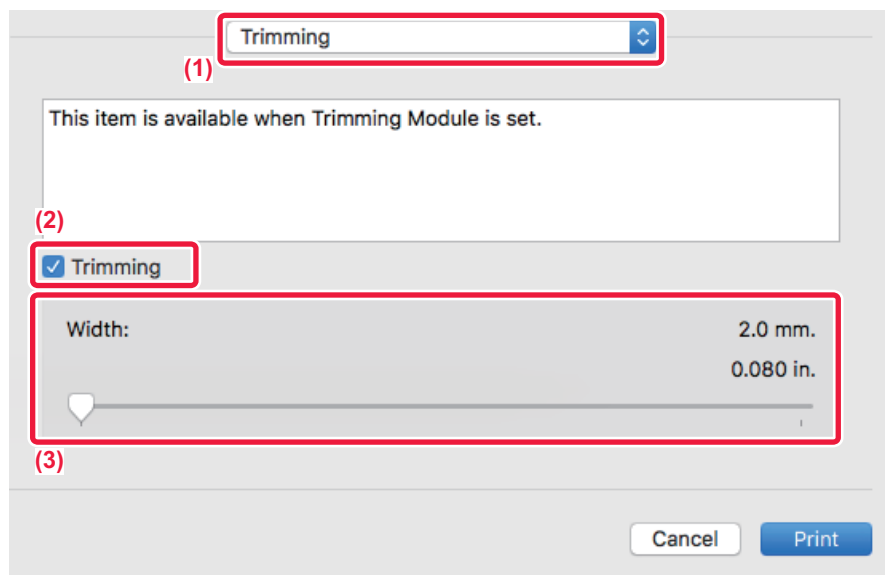 Trimming
(1)
This item is available when Trimming Module is set.
(2)
Trimming
Width: 2.0 mm.
0.080 in.
(3)
Cancel Print